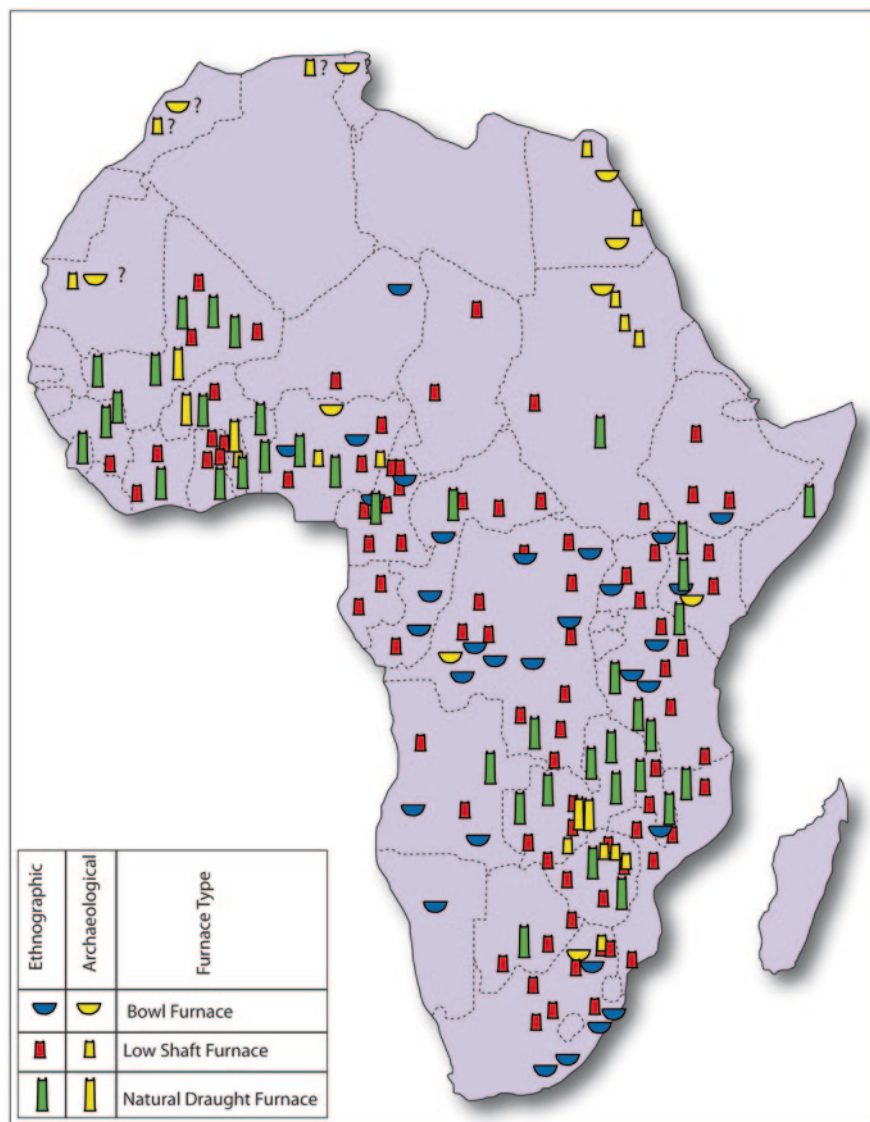 ? ?
?
?
?
Ethnographic
Archaeological
Furnace Type
Bowl Furnace
Low Shaft Furnace
Natural Draught Furnace